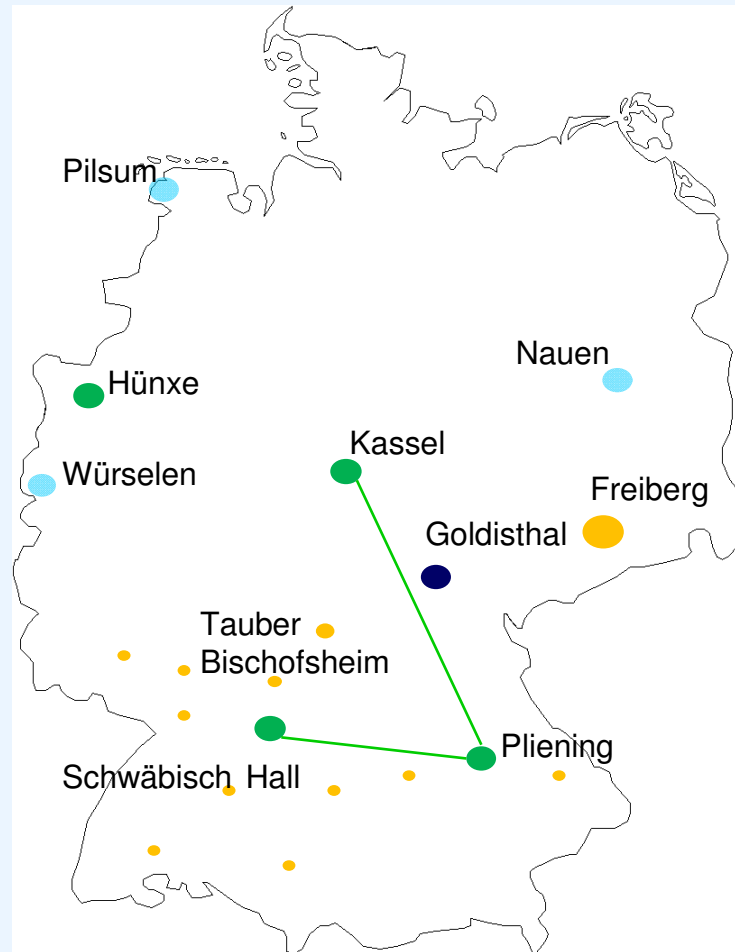 Pilsum
Nauen
Hünxe
Kassel
Würselen
Freiberg
Goldisthal
Tauber
Bischofsheim
Pliening
Schwäbisch Hall